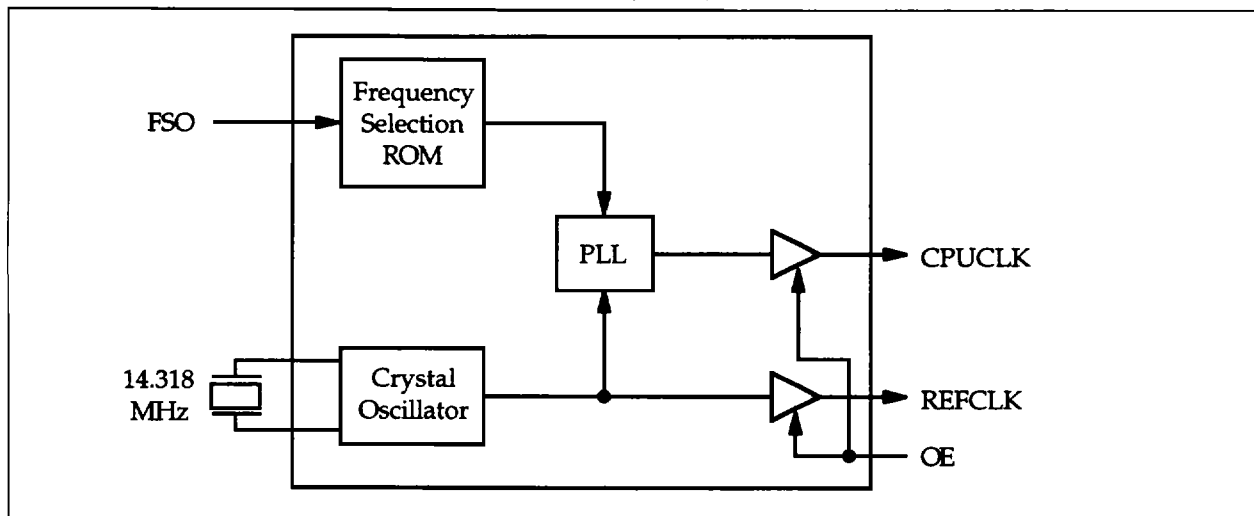 Frequency
Selection
ROM
FSO
PLL
CPUCLK
14.318
MHz
Crystal
Oscillator
REFCLK
OE